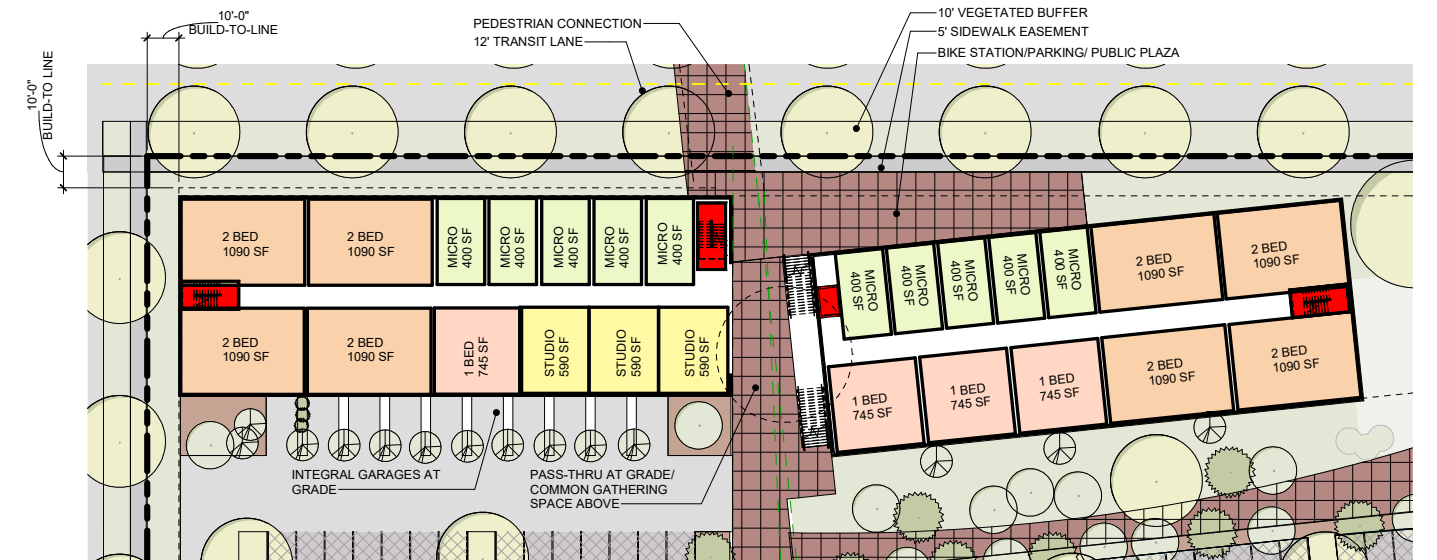 10'-0"
BUILD-TO-LINE
10'-0"
BUILD-TO LINE
PEDESTRIAN CONNECTION
12' TRANSIT LANE
10' VEGETATED BUFFER
5' SIDEWALK EASEMENT
BIKE STATION/PARKING/ PUBLIC PLAZA
2 BED
1090 SF
2 BED
1090 SF
MICRO
400 SF
MICRO
400 SF
MICRO
400 SF
MICRO
400 SF
MICRO
400 SF
2 BED
1090 SF
2 BED
1090 SF
1 BED
745 SF
STUDIO
590 SF
STUDIO
590 SF
STUDIO
590 SF
MICRO
400 SF
MICRO
400 SF
MICRO
400 SF
MICRO
400 SF
MICRO
400 SF
2 BED
1090 SF
2 BED
1090 SF
1 BED
745 SF
1 BED
745 SF
1 BED
745 SF
2 BED
1090 SF
2 BED
1090 SF
INTEGRAL GARAGES AT
GRADE
PASS-THRU AT GRADE/
COMMON GATHERING
SPACE ABOVE